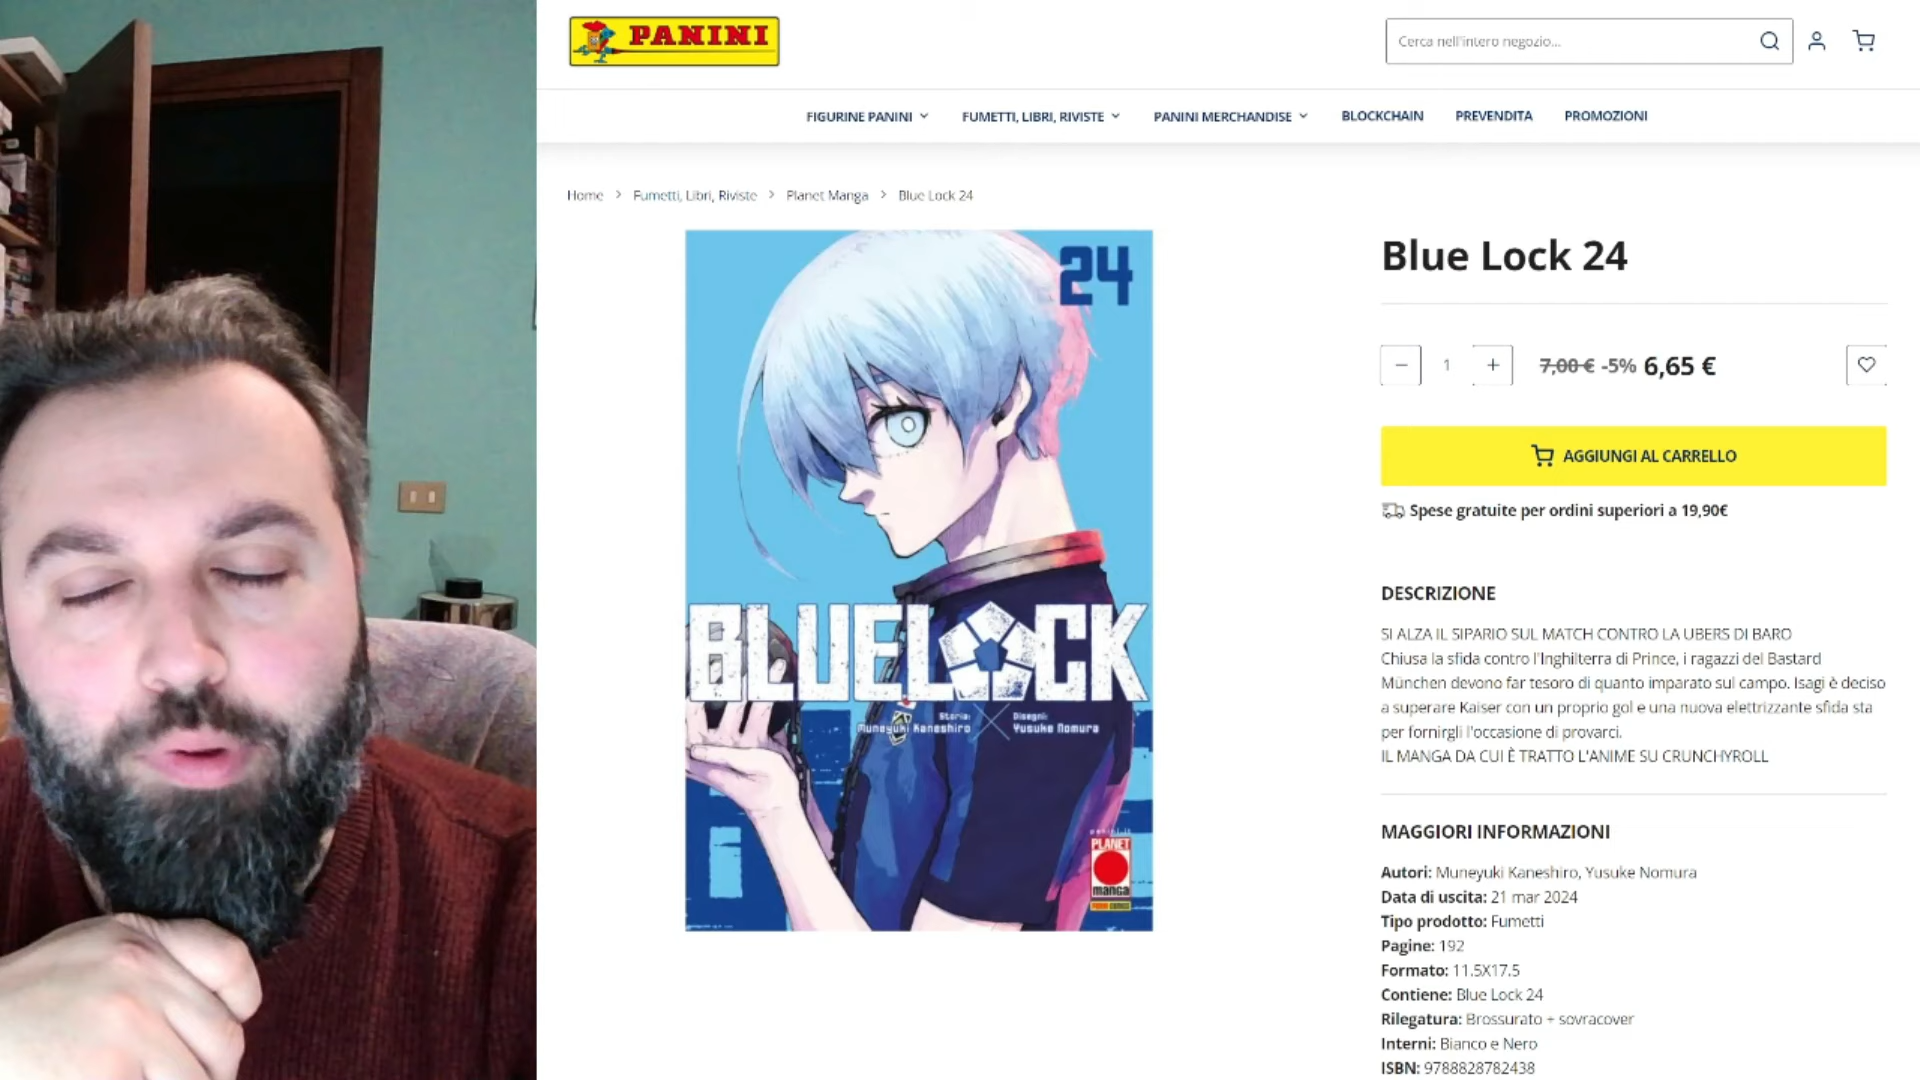 PANINI
Cerca nell'intero negozio...
FIGURINE PANINI
FUMETTI, LIBRI, RIVISTE
PANINI MERCHANDISE
BLOCKCHAIN
PREVENDITA
PROMOZIONI
Home > Fumetti, Libri, Riviste > Planet Manga > Blue Lock 24
24
BLUELOCK
Storia:
Muneyuki Kaneshiro
Disegni:
Yusuke Nomura
panini.it
PLANET
manga
PANINI COMICS
Blue Lock 24
− 1 +
7,00 € -5% 6,65 €
AGGIUNGI AL CARRELLO
Spese gratuite per ordini superiori a 19,90€
DESCRIZIONE
SI ALZA IL SIPARIO SUL MATCH CONTRO LA UBERS DI BARO
Chiusa la sfida contro l'Inghilterra di Prince, i ragazzi del Bastard
München devono far tesoro di quanto imparato sul campo. Isagi è deciso
a superare Kaiser con un proprio gol e una nuova elettrizzante sfida sta
per fornirgli l'occasione di provarci.
IL MANGA DA CUI È TRATTO L'ANIME SU CRUNCHYROLL
MAGGIORI INFORMAZIONI
Autori: Muneyuki Kaneshiro, Yusuke Nomura
Data di uscita: 21 mar 2024
Tipo prodotto: Fumetti
Pagine: 192
Formato: 11.5X17.5
Contiene: Blue Lock 24
Rilegatura: Brossurato + sovracover
Interni: Bianco e Nero
ISBN: 9788828782438